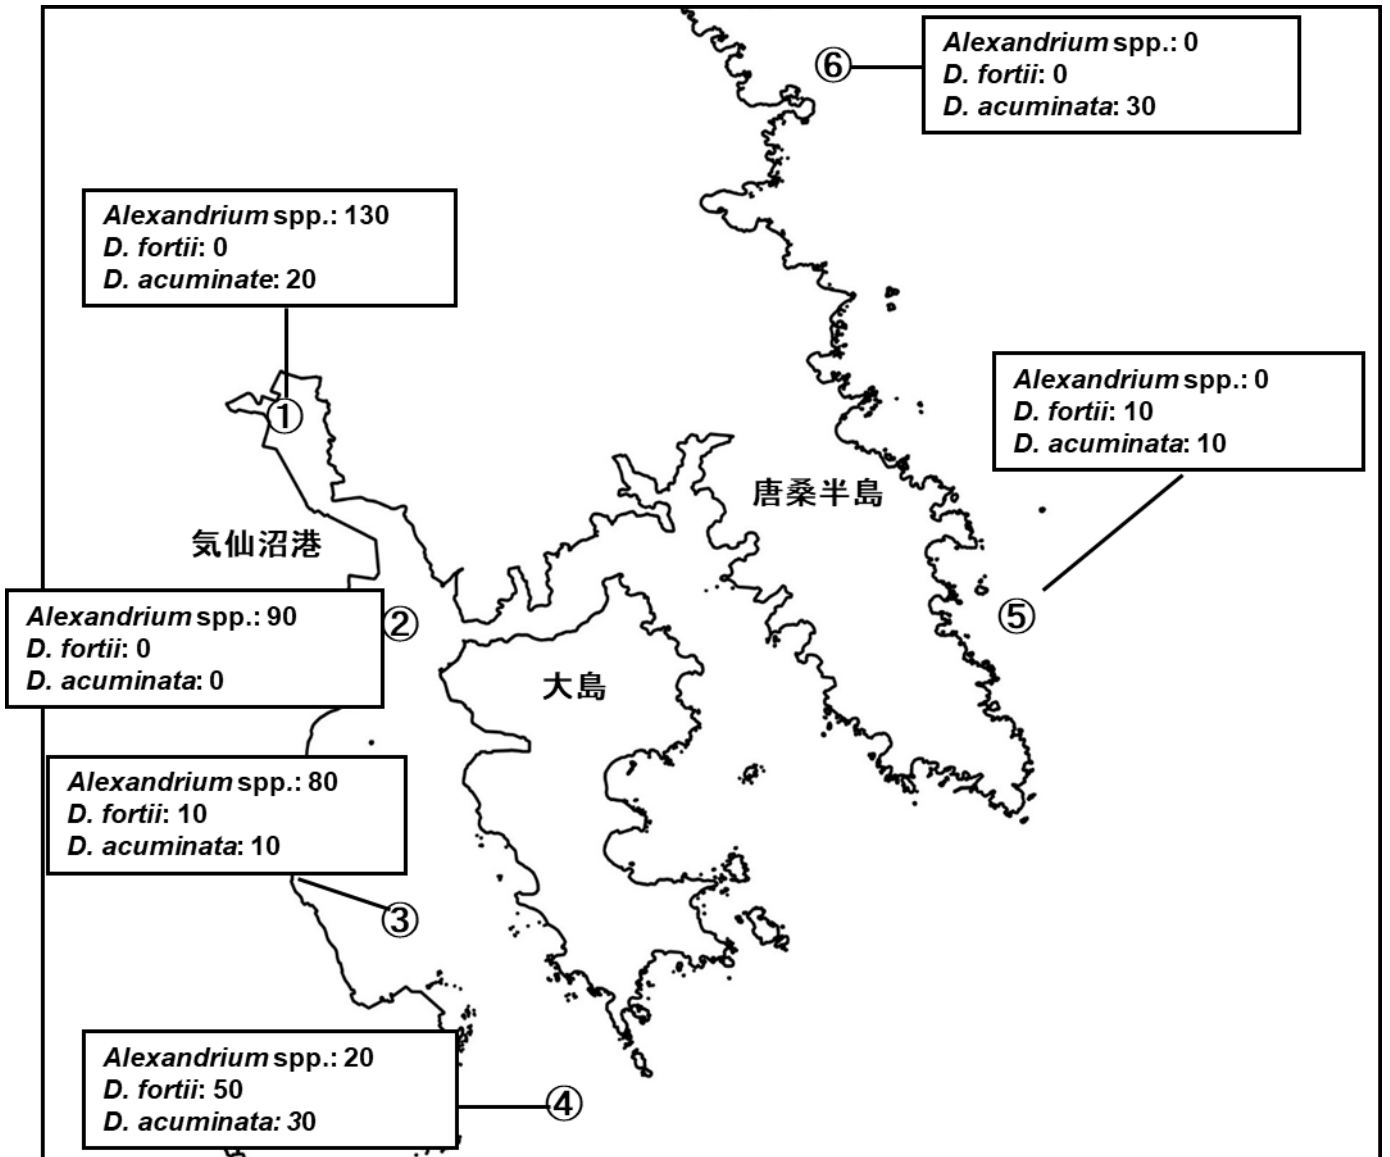 ⑥
Alexandrium spp.: 0
D. fortii: 0
D. acuminata: 30
Alexandrium spp.: 130
D. fortii: 0
D. acuminate: 20
①
Alexandrium spp.: 0
D. fortii: 10
D. acuminata: 10
唐桑半島
気仙沼港
⑤
Alexandrium spp.: 90
D. fortii: 0
D. acuminata: 0
②
大島
Alexandrium spp.: 80
D. fortii: 10
D. acuminata: 10
③
Alexandrium spp.: 20
D. fortii: 50
D. acuminata: 30
④